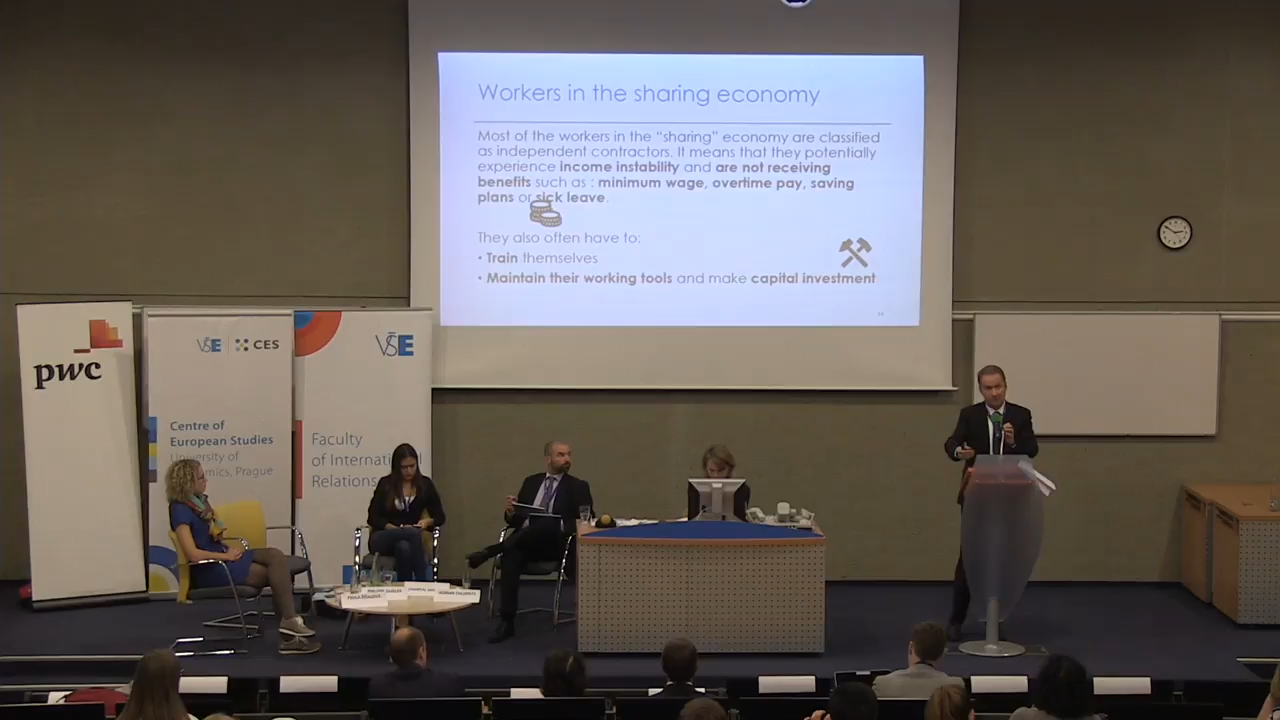 Workers in the sharing economy
Most of the workers in the “sharing” economy are classified
as independent contractors. It means that they potentially
experience income instability and are not receiving
benefits such as : minimum wage, overtime pay, saving
plans or sick leave.
They also often have to:
• Train themselves
• Maintain their working tools and make capital investment
pwc
VŠE
CES
Centre of
European Studies
University of
Prague
VŠE
Faculty
of International
Relations